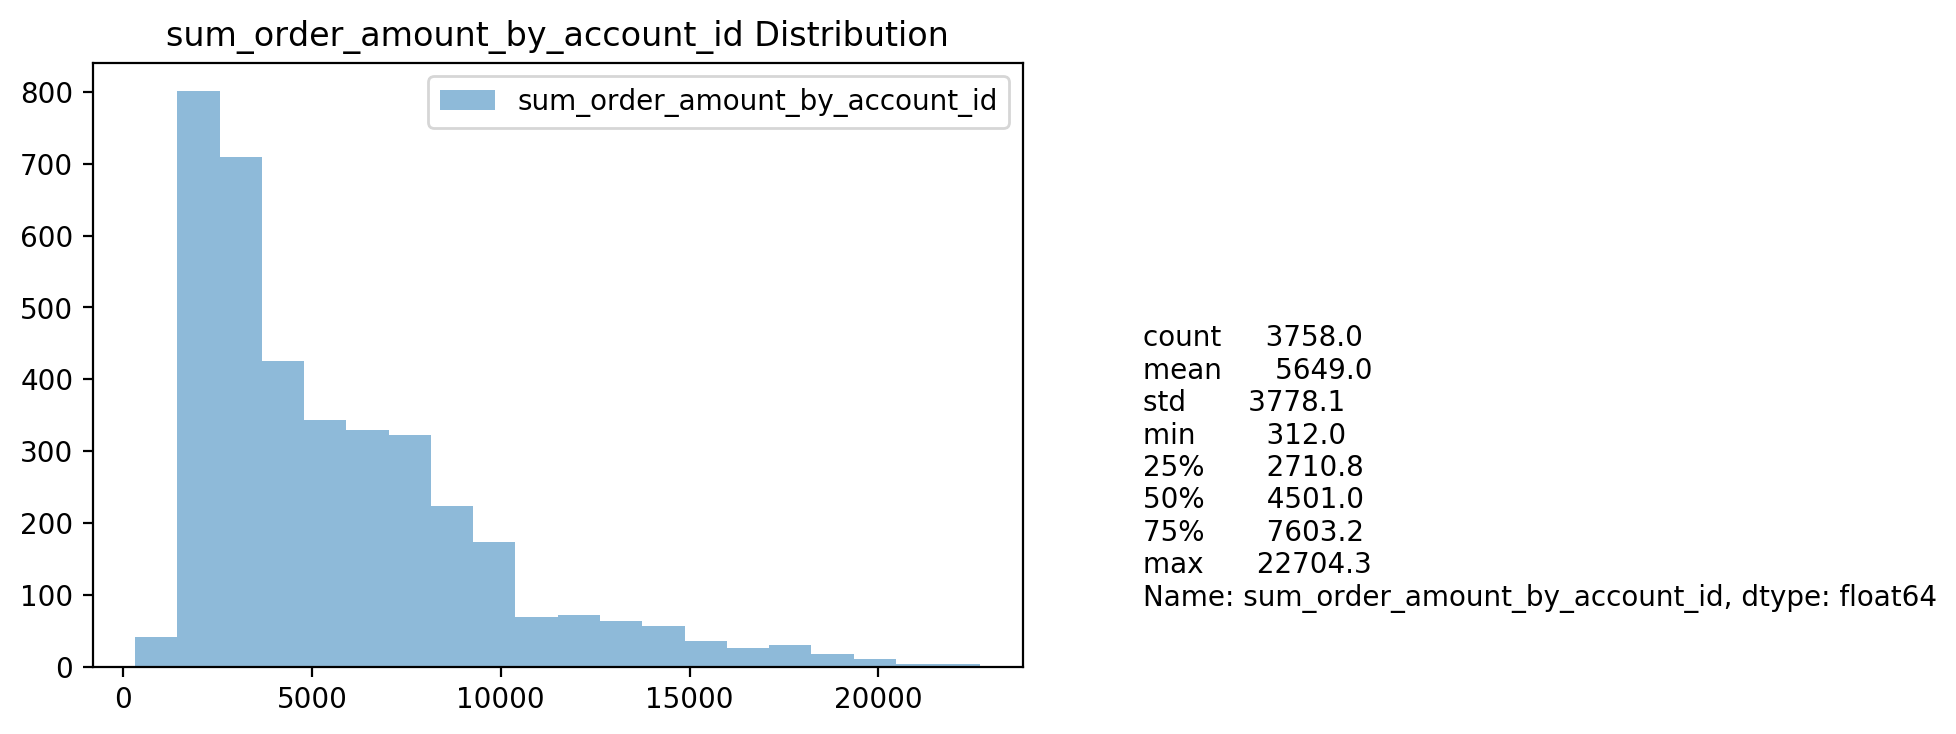 sum_order_amount_by_account_id Distribution
sum_order_amount_by_account_id
800
700
600
500
400
300
200
100
0
0 5000 10000 15000 20000
count 3758.0
mean 5649.0
std 3778.1
min 312.0
25% 2710.8
50% 4501.0
75% 7603.2
max 22704.3
Name: sum_order_amount_by_account_id, dtype: float64